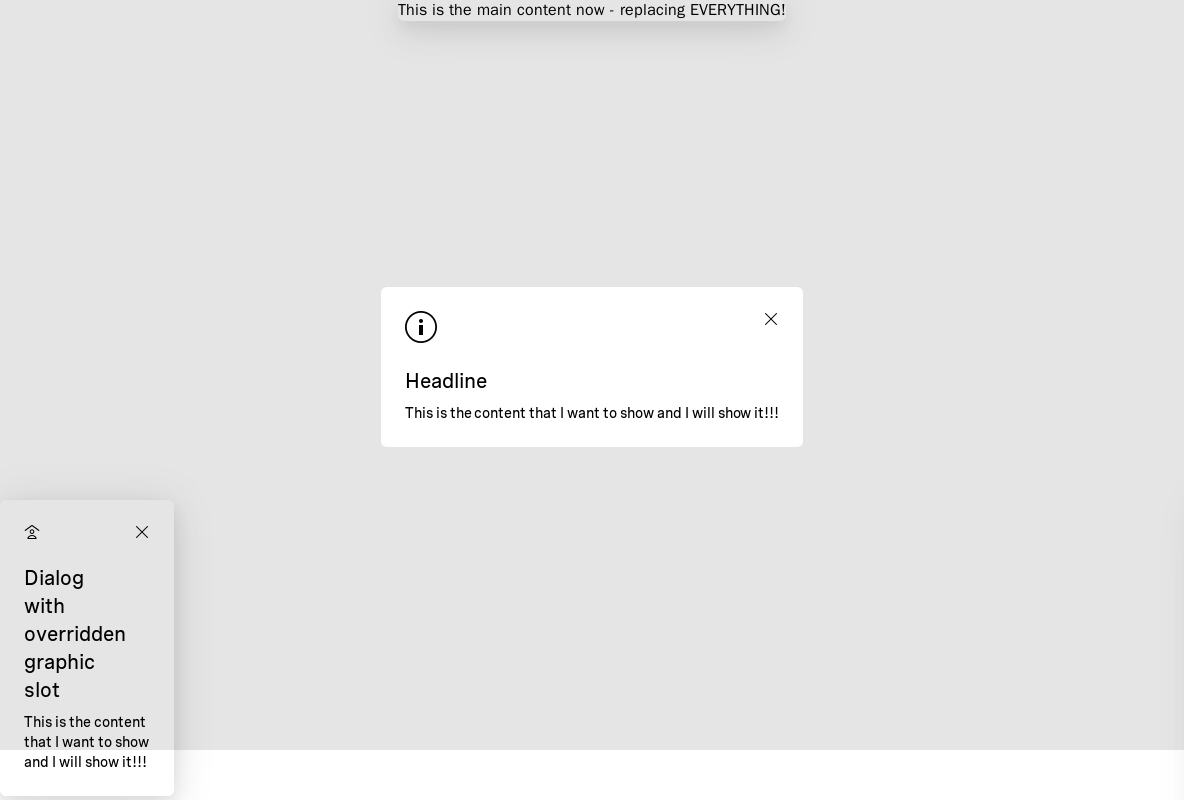 This is the main content now - replacing EVERYTHING!
Headline
This is the content that I want to show and I will show it!!!
Dialog
with
overridden
graphic
slot
This is the content
that I want to show
and I will show it!!!